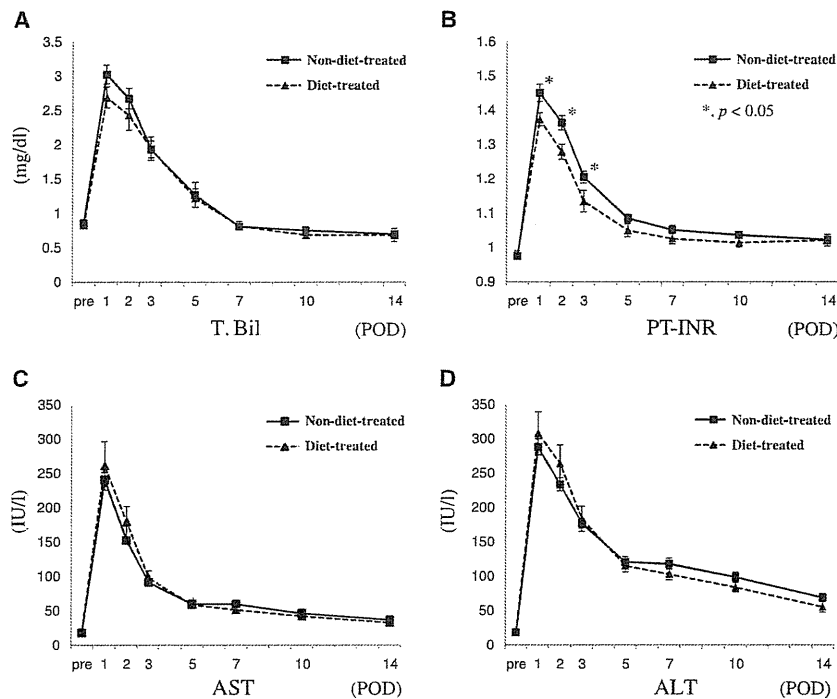 A
Non-diet-treated
Diet-treated
(mg/dl)
3.5
3
2.5
2
1.5
1
0.5
0
pre 1 2 3 5 7 10 14
T. Bil (POD)
B
Non-diet-treated
Diet-treated
*, p < 0.05
* * *
1.6
1.5
1.4
1.3
1.2
1.1
1
0.9
pre 1 2 3 5 7 10 14
PT-INR (POD)
C
Non-diet-treated
Diet-treated
(IU/l)
350
300
250
200
150
100
50
0
pre 1 2 3 5 7 10 14
AST (POD)
D
Non-diet-treated
Diet-treated
(IU/l)
350
300
250
200
150
100
50
0
pre 1 2 3 5 7 10 14
ALT (POD)